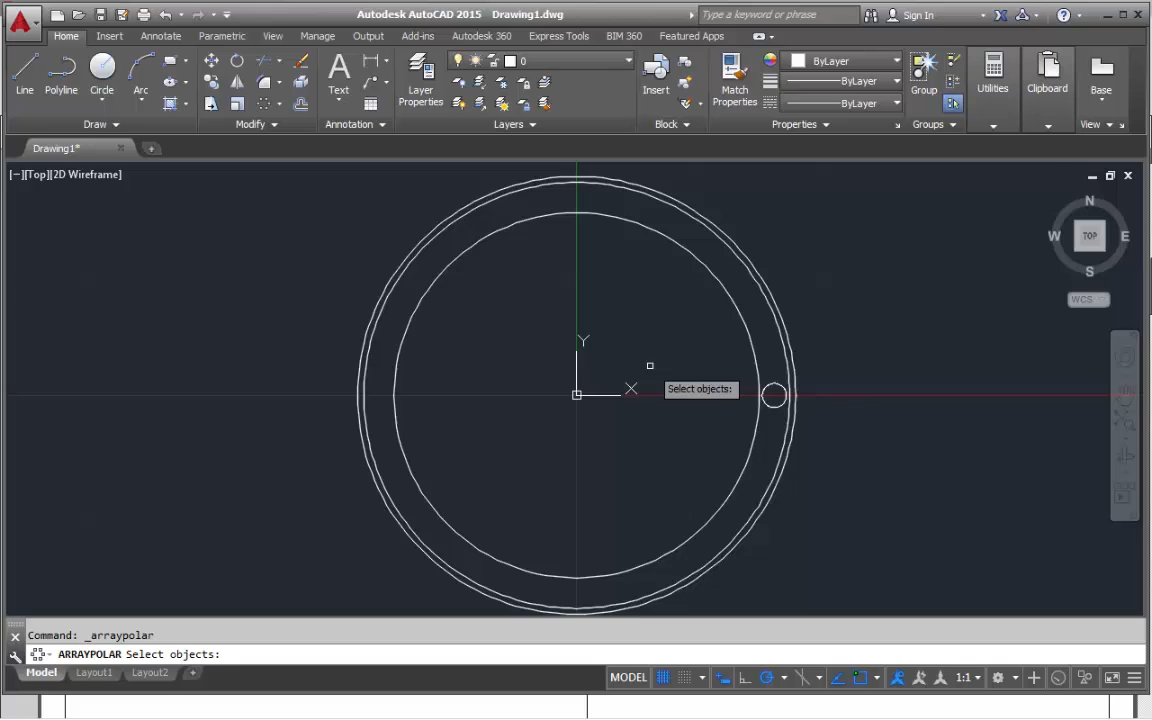 Autodesk AutoCAD 2015 Drawing1.dwg
Type a keyword or phrase
Sign In
Home Insert Annotate Parametric View Manage Output Add-ins Autodesk 360 Express Tools BIM 360 Featured Apps
Line Polyline Circle Arc
Text
Layer
Properties
0
Insert
Match
Properties
ByLayer
ByLayer
ByLayer
Group
Utilities
Clipboard
Base
Draw Modify Annotation Layers Block Properties Groups View
Drawing1*
[−][Top][2D Wireframe]
N
W TOP E
S
WCS
Y
X
Select objects:
Command: _arraypolar
ARRAYPOLAR Select objects:
Model Layout1 Layout2 +
MODEL
1:1